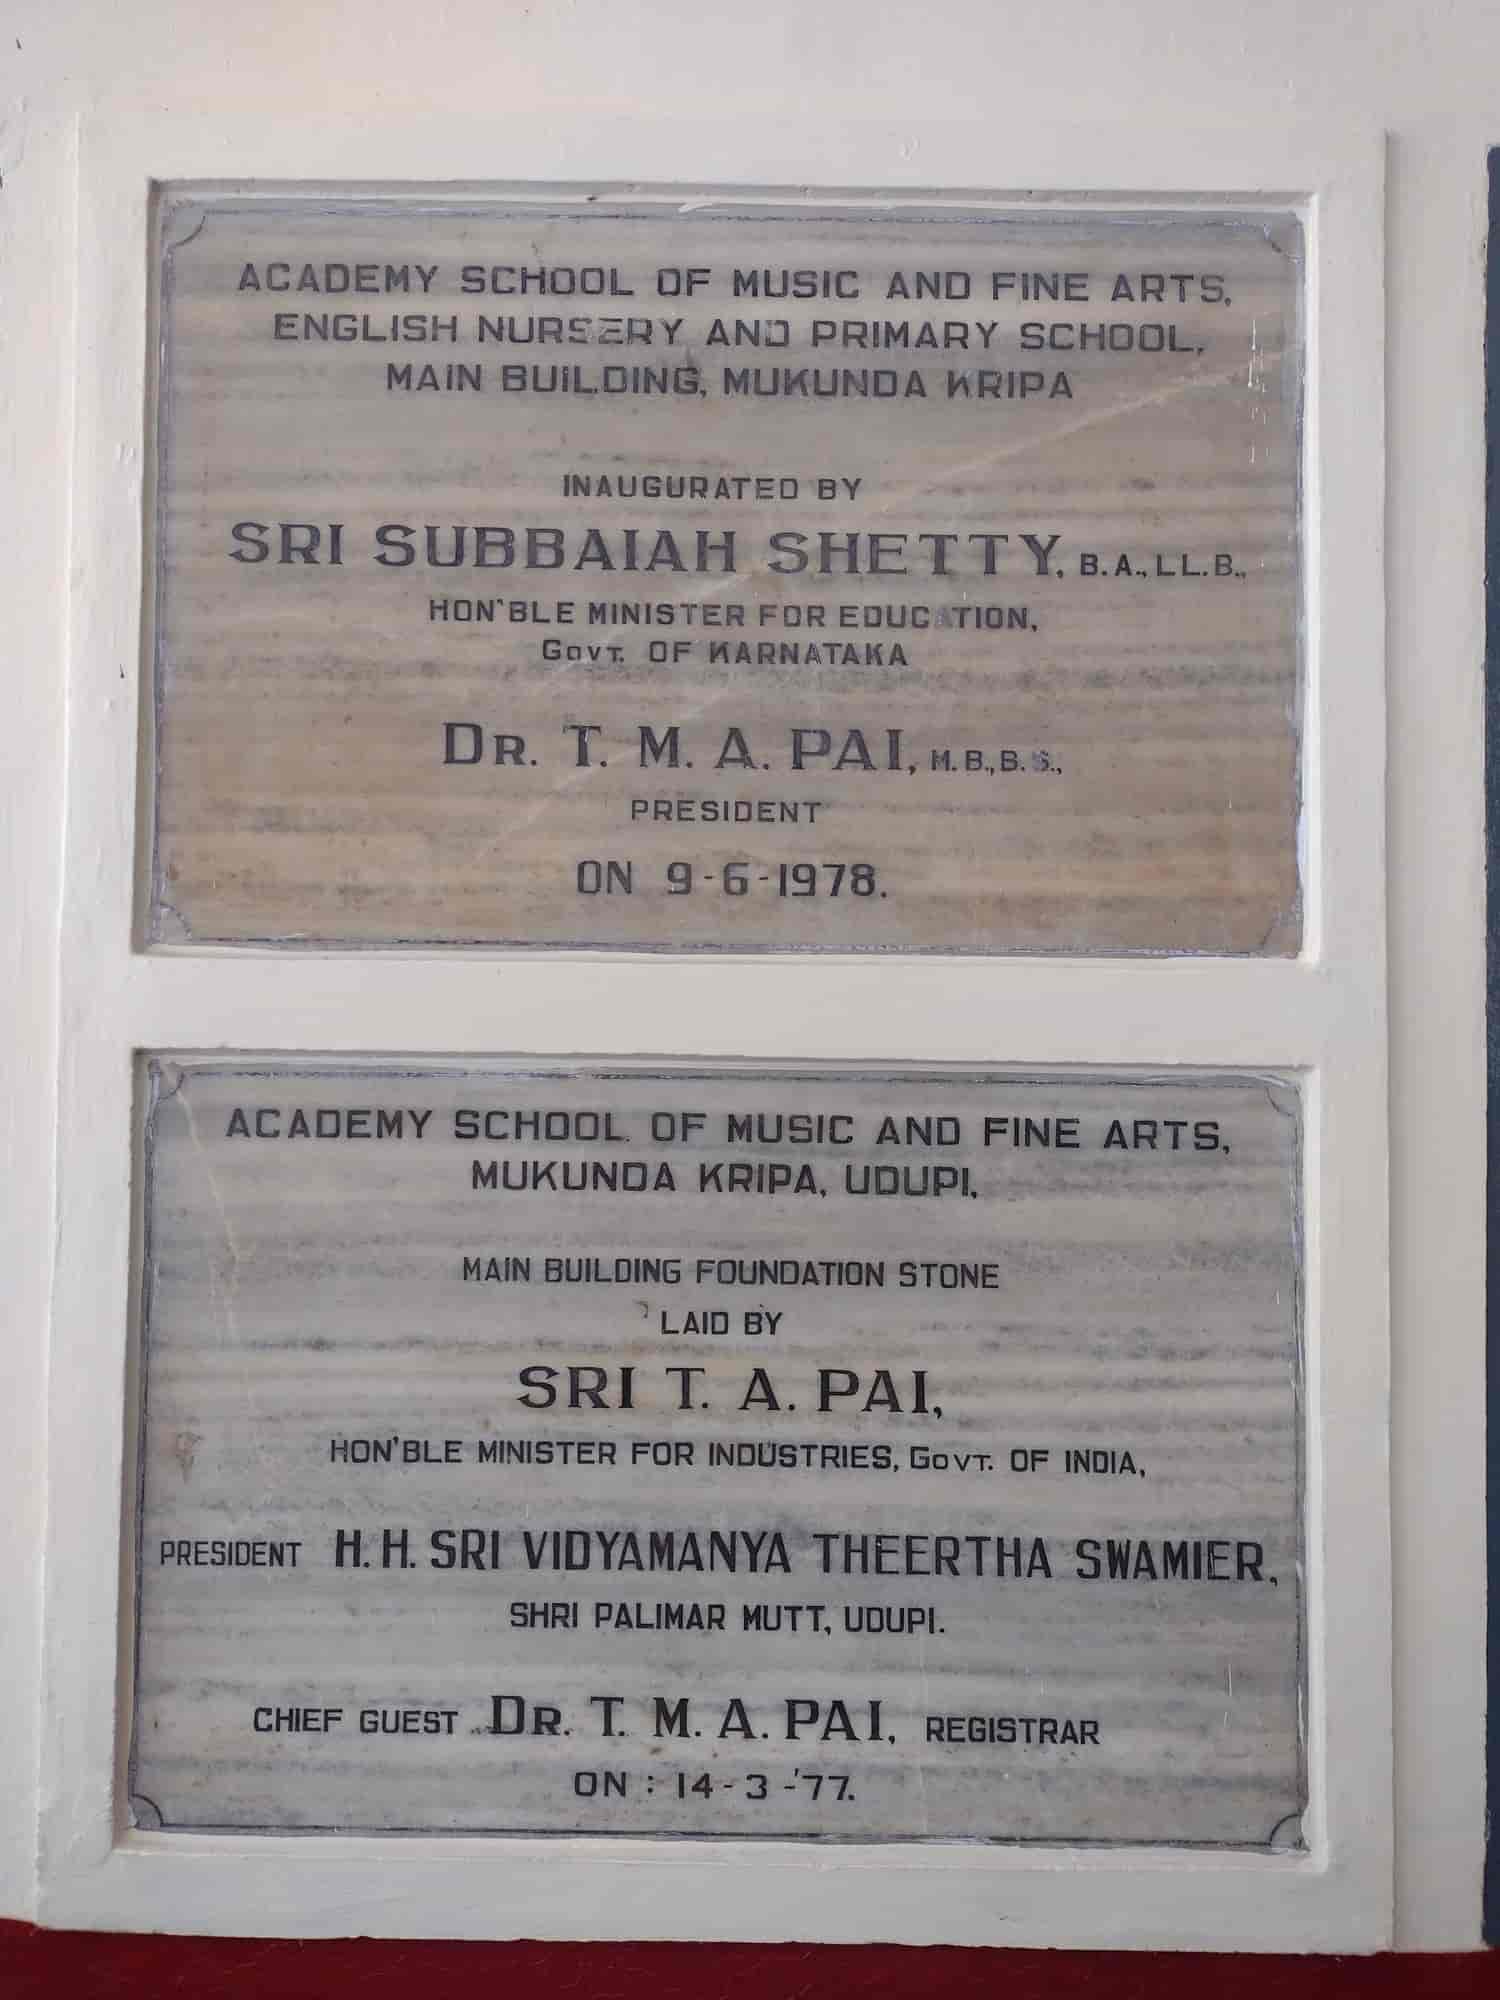 ACADEMY SCHOOL OF MUSIC AND FINE ARTS,
ENGLISH NURSERY AND PRIMARY SCHOOL,
MAIN BUILDING, MUKUNDA KRIPA
INAUGURATED BY
SRI SUBBAIAH SHETTY, B.A., LL.B.,
HON'BLE MINISTER FOR EDUCATION,
GOVT. OF KARNATAKA
DR. T. M. A. PAI, M.B., B.S.,
PRESIDENT
ON 9-6-1978.
ACADEMY SCHOOL OF MUSIC AND FINE ARTS,
MUKUNDA KRIPA, UDUPI,
MAIN BUILDING FOUNDATION STONE
LAID BY
SRI T. A. PAI,
HON'BLE MINISTER FOR INDUSTRIES, GOVT. OF INDIA,
PRESIDENT H. H. SRI VIDYAMANYA THEERTHA SWAMIER,
SHRI PALIMAR MUTT, UDUPI.
CHIEF GUEST DR. T. M. A. PAI, REGISTRAR
ON : 14-3-'77.